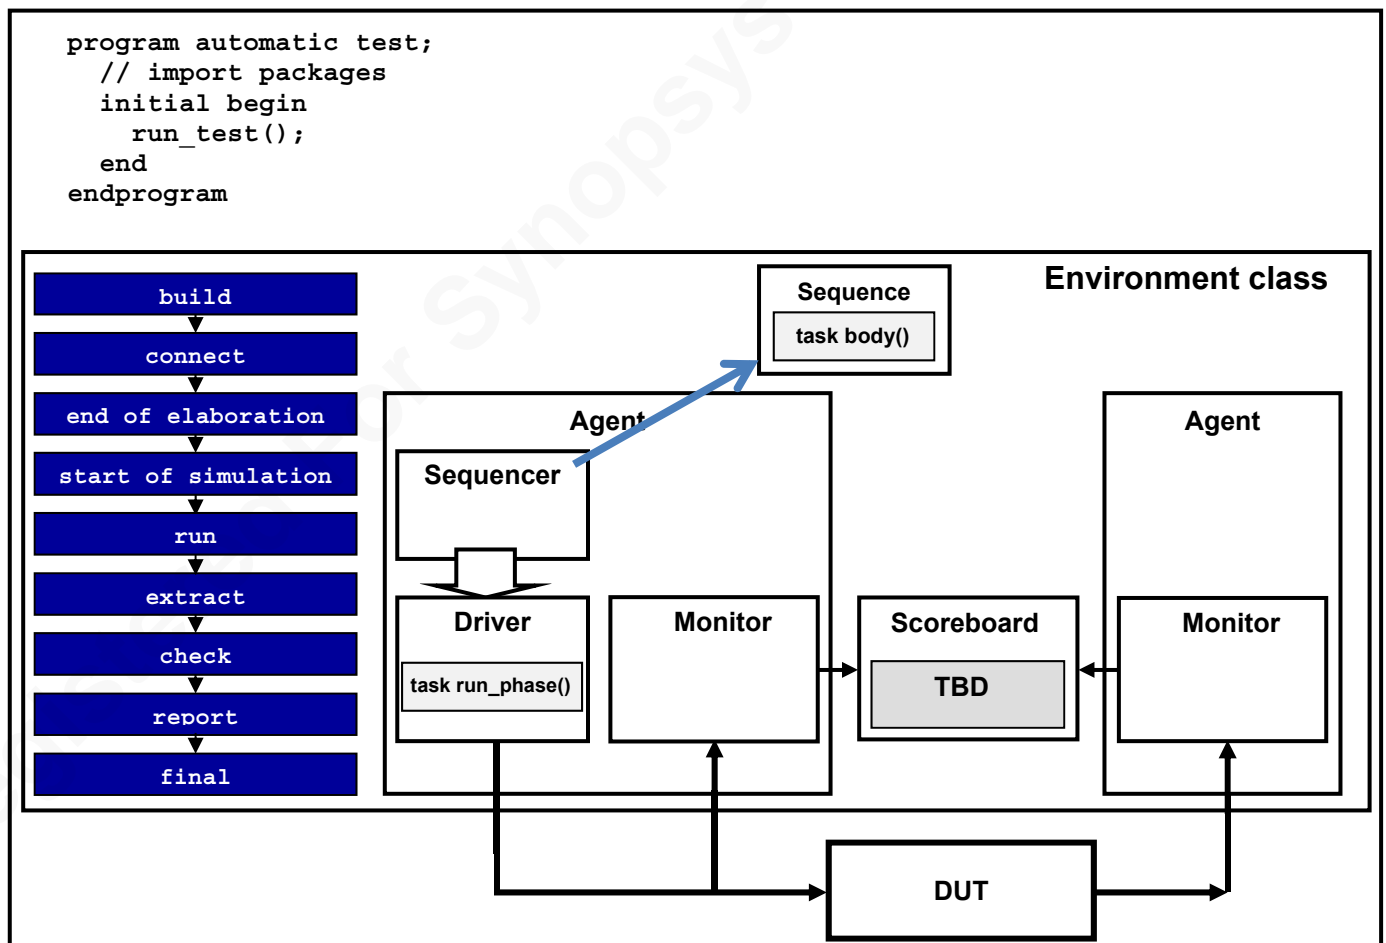 program automatic test;
// import packages
initial begin
run_test();
end
endprogram
Environment class
build
connect
end of elaboration
start of simulation
run
extract
check
report
final
Sequence
task body()
Agent
Sequencer
Driver
task run_phase()
Monitor
Scoreboard
TBD
Agent
Monitor
DUT
or Synopsys